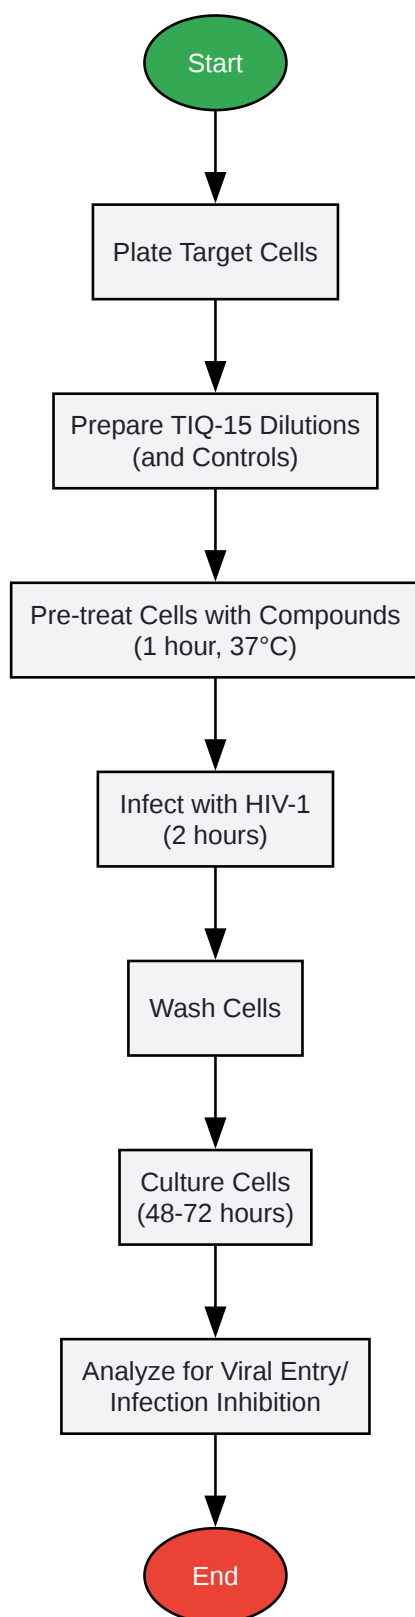 Start
Plate Target Cells
Prepare TIQ-15 Dilutions
(and Controls)
Pre-treat Cells with Compounds
(1 hour, 37°C)
Infect with HIV-1
(2 hours)
Wash Cells
Culture Cells
(48-72 hours)
Analyze for Viral Entry/
Infection Inhibition
End